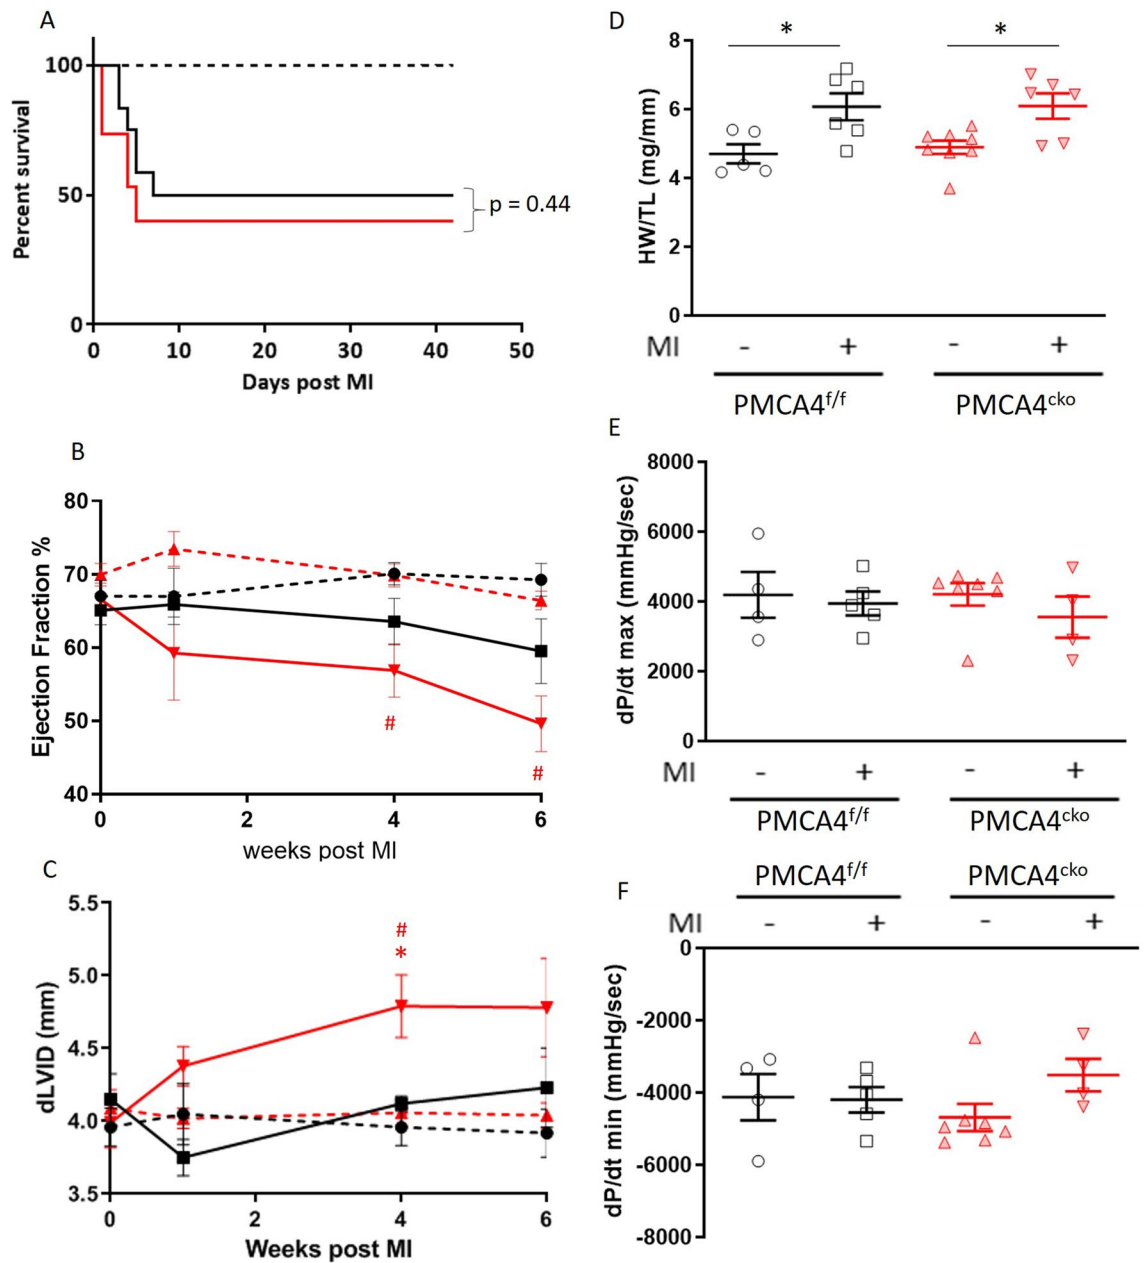 A
100
50
0
Percent survival
0 10 20 30 40 50
Days post MI
p = 0.44
B
80
70
60
50
40
Ejection Fraction %
#
#
0 2 4 6
weeks post MI
C
5.5
5.0
4.5
4.0
3.5
dLVID (mm)
#
*
0 2 4 6
Weeks post MI
D
8
6
4
2
0
HW/TL (mg/mm)
* *
MI - + - +
PMCA4f/f PMCA4cko
E
8000
6000
4000
2000
0
dP/dt max (mmHg/sec)
MI - + - +
PMCA4f/f PMCA4cko
F
PMCA4f/f PMCA4cko
MI - + - +
0
-2000
-4000
-6000
-8000
dP/dt min (mmHg/sec)